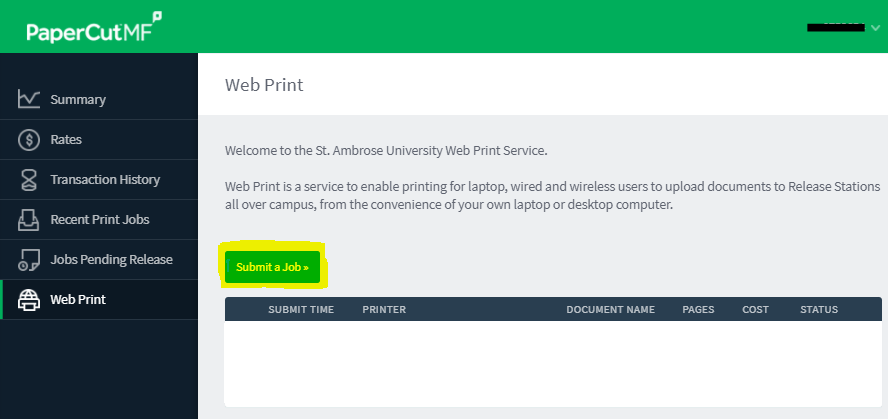 PaperCutMF
Web Print
Summary
Rates
Transaction History
Recent Print Jobs
Jobs Pending Release
Web Print
Welcome to the St. Ambrose University Web Print Service.
Web Print is a service to enable printing for laptop, wired and wireless users to upload documents to Release Stations
all over campus, from the convenience of your own laptop or desktop computer.
Submit a Job »
SUBMIT TIME PRINTER DOCUMENT NAME PAGES COST STATUS